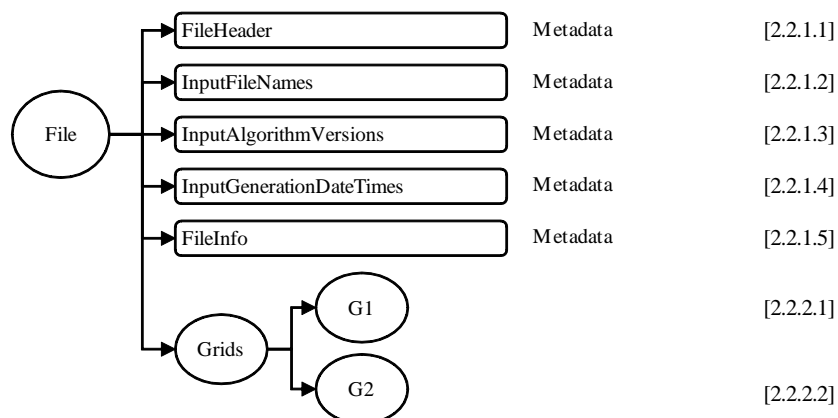 FileHeader Metadata [2.2.1.1]
InputFileNames Metadata [2.2.1.2]
File
InputAlgorithmVersions Metadata [2.2.1.3]
InputGenerationDateTimes Metadata [2.2.1.4]
FileInfo Metadata [2.2.1.5]
G1 [2.2.2.1]
Grids
G2 [2.2.2.2]